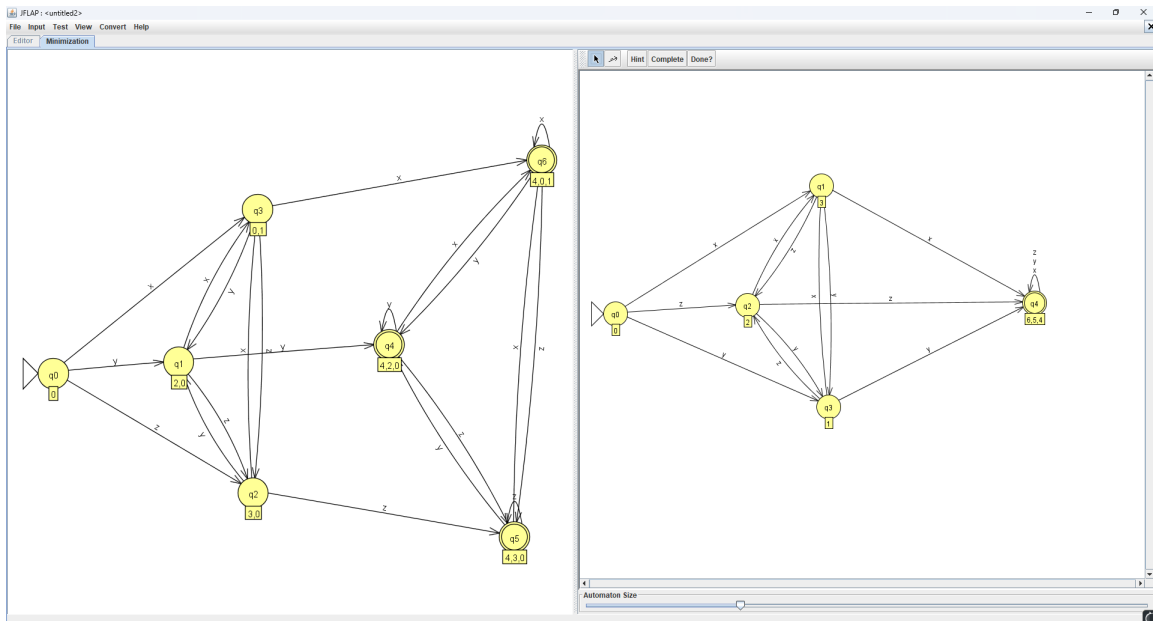 JFLAP : <untitled2>
File Input Test View Convert Help
Editor Minimization
Hint Complete Done?
x
q6
4,0,1
x
q3
0,1
x
x
y
x
y
y
q4
4,2,0
y
q0
0
y
q1
2,0
x
z
x
z
z
z
y
z
y
q2
3,0
z
z
q5
4,3,0
q1
3
x
x
z
x
z
y
x
q4
6,5,4
q0
0
z
q2
2
z
x
y
y
y
z
y
q3
1
Automaton Size